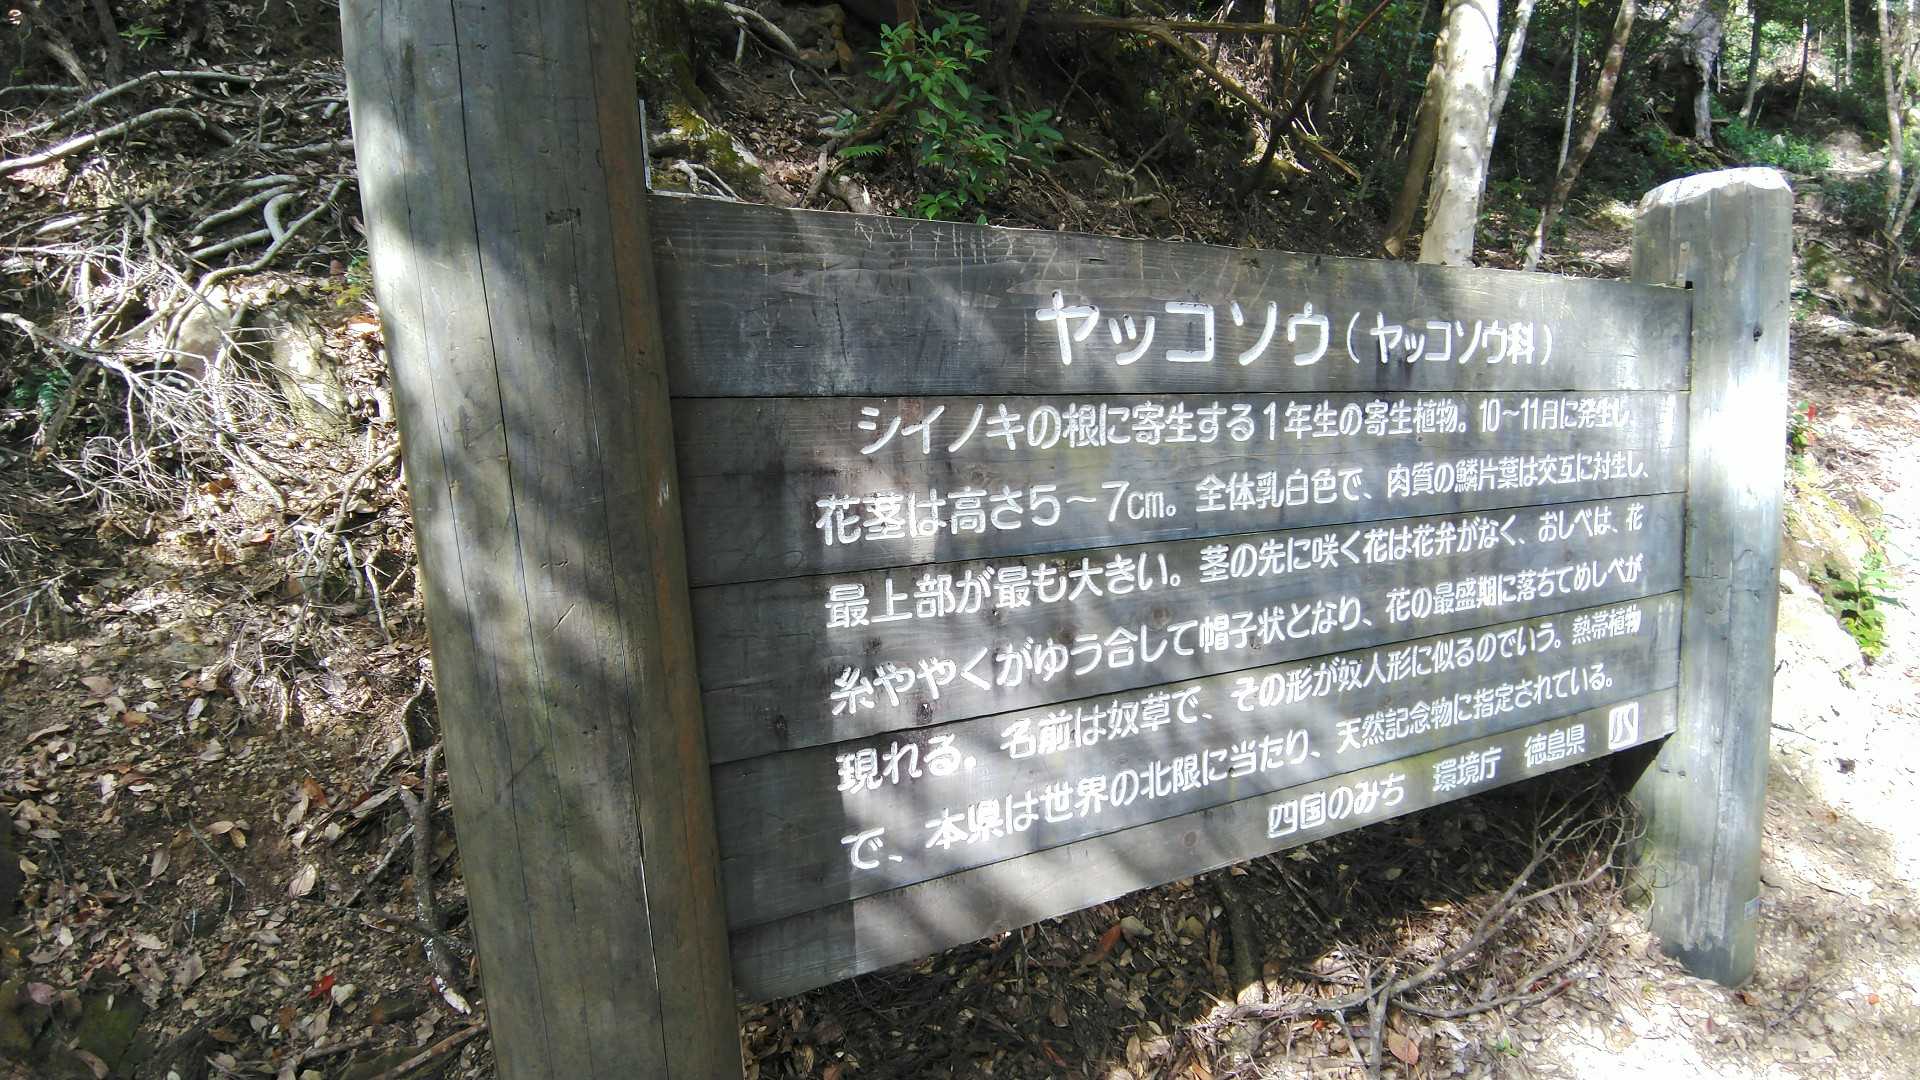 ヤッコソウ（ヤッコソウ科）
シイノキの根に寄生する1年生の寄生植物。10〜11月に発生し、
花茎は高さ5〜7cm。全体乳白色で、肉質の鱗片葉は交互に対生し、
最上部が最も大きい。茎の先に咲く花は花弁がなく、おしべは、花
糸ややくがゆう合して帽子状となり、花の最盛期に落ちてめしべが
現れる。名前は奴草で、その形が奴人形に似るのでいう。熱帯植物
で、本県は世界の北限に当たり、天然記念物に指定されている。
四国のみち 環境庁 徳島県